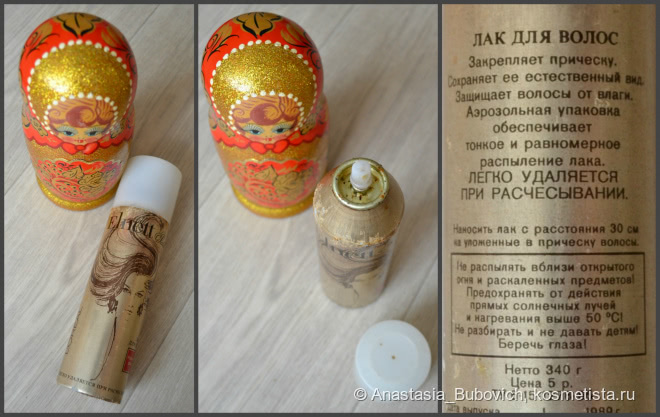 Elnett
ЛАК ДЛЯ ВОЛОС
Закрепляет прическу.
Сохраняет ее естественный вид.
Защищает волосы от влаги.
Аэрозольная упаковка
обеспечивает
тонкое и равномерное
распыление лака.
ЛЕГКО УДАЛЯЕТСЯ
ПРИ РАСЧЕСЫВАНИИ.
Наносить лак с расстояния 30 см
на уложенные в прическу волосы.
Не распылять вблизи открытого
огня и раскаленных предметов!
Предохранять от действия
прямых солнечных лучей
и нагревания выше 50 °С!
Не разбирать и не давать детям!
Беречь глаза!
Нетто 340 г
Цена 5 р.
выпуска 1989
© Anastasia_Bubovich, kosmetista.ru